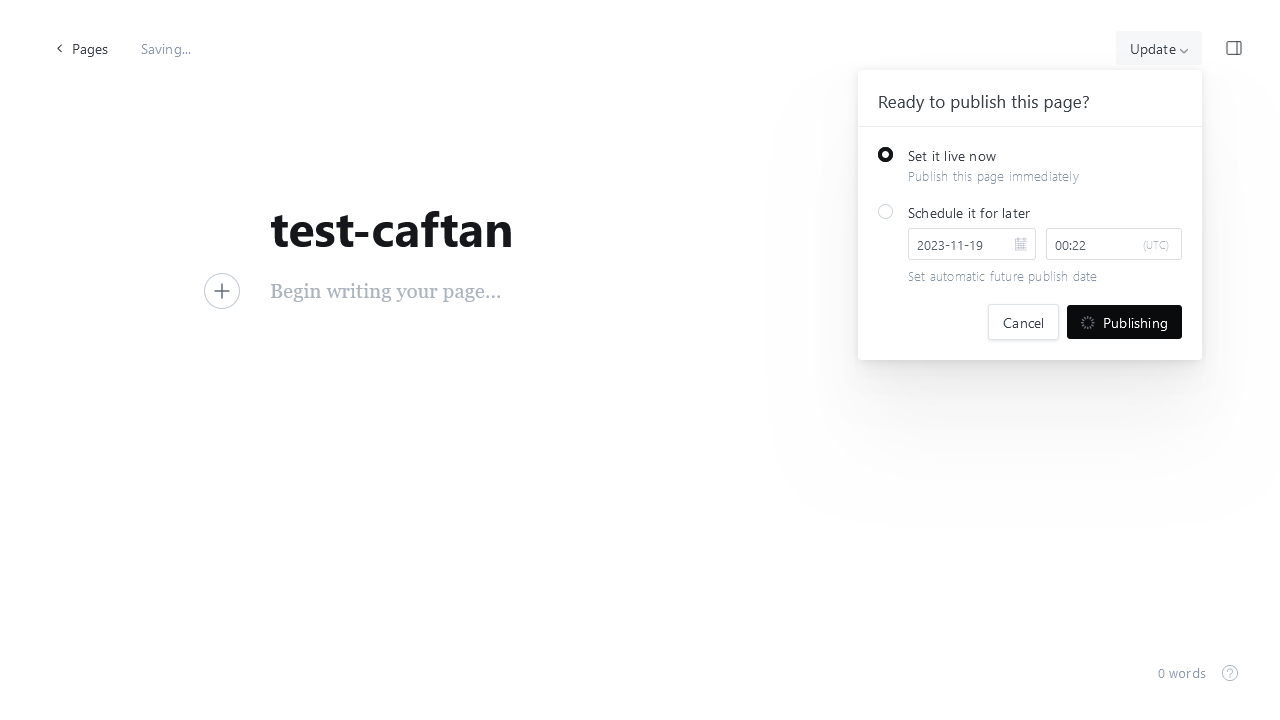 Pages
Saving...
Update
Ready to publish this page?
Set it live now
Publish this page immediately
Schedule it for later
2023-11-19
00:22
(UTC)
Set automatic future publish date
Cancel
Publishing
test-caftan
Begin writing your page...
0 words
?